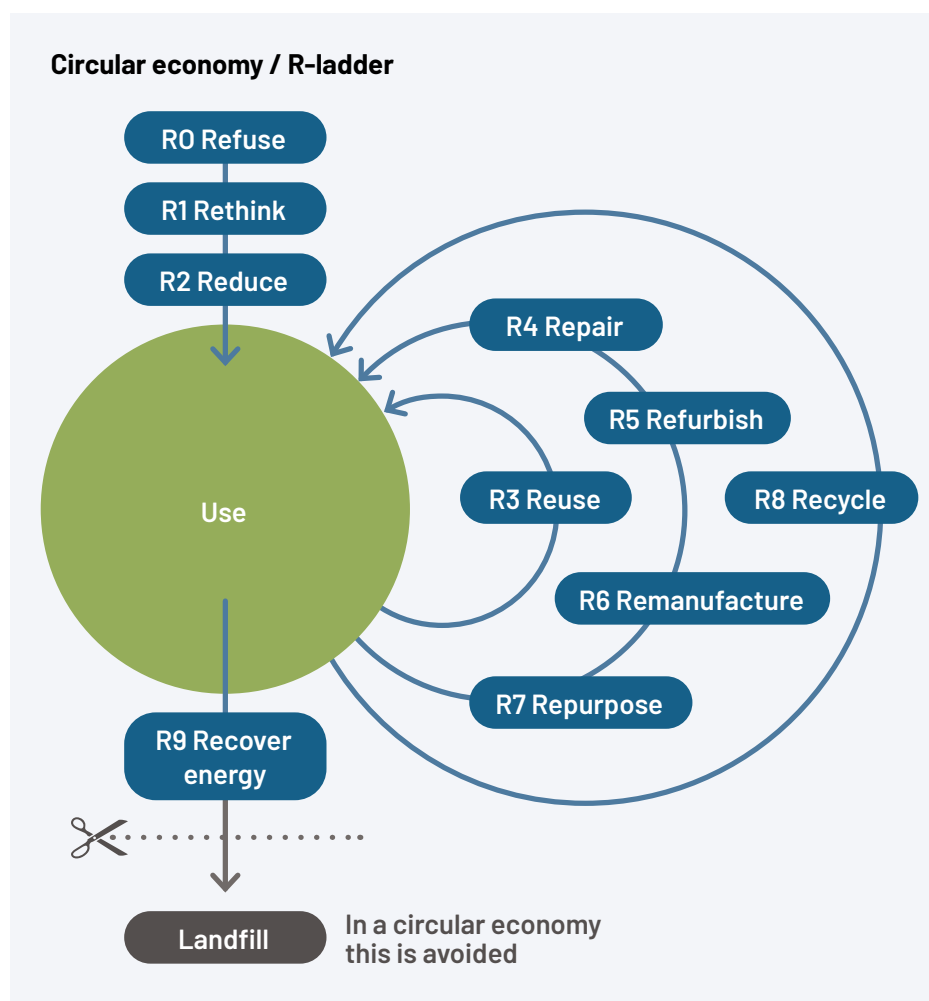 Circular economy / R-ladder
R0 Refuse
R1 Rethink
R2 Reduce
Use
R3 Reuse
R4 Repair
R5 Refurbish
R6 Remanufacture
R7 Repurpose
R8 Recycle
R9 Recover
energy
Landfill
In a circular economy
this is avoided